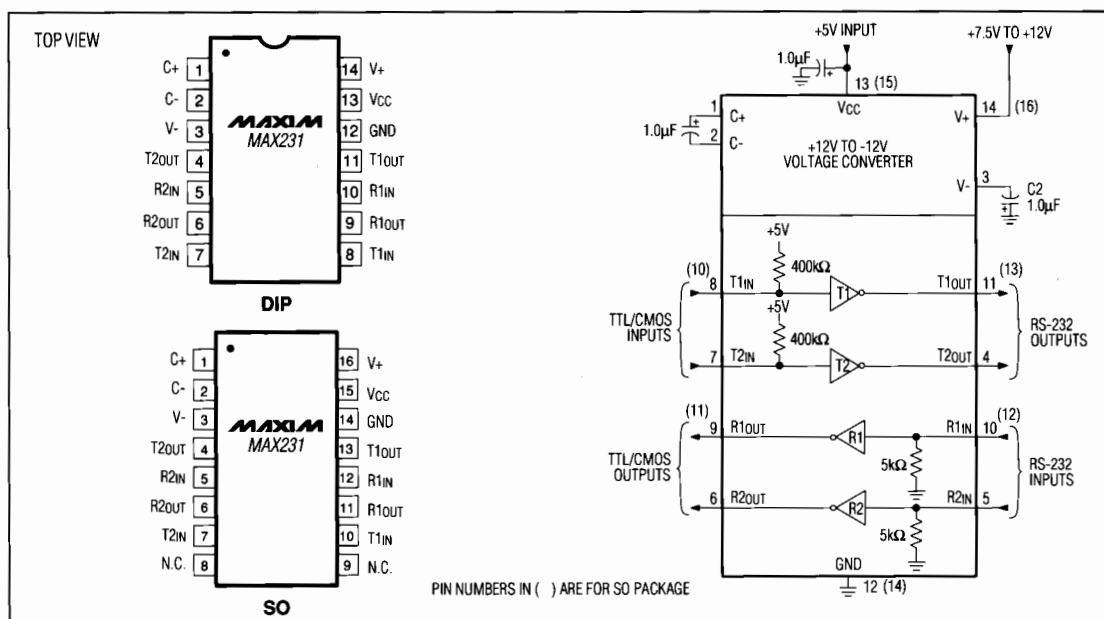 TOP VIEW
C+ 1
C- 2
V- 3
T2OUT 4
R2IN 5
R2OUT 6
T2IN 7
14 V+
13 VCC
12 GND
11 T1OUT
10 R1IN
9 R1OUT
8 T1IN
MAXIM
MAX231
DIP
C+ 1
C- 2
V- 3
T2OUT 4
R2IN 5
R2OUT 6
T2IN 7
N.C. 8
16 V+
15 VCC
14 GND
13 T1OUT
12 R1IN
11 R1OUT
10 T1IN
9 N.C.
MAXIM
MAX231
SO
+5V INPUT
+7.5V TO +12V
1.0µF
+
13 (15)
VCC
1
C+
1.0µF
+
2
C-
V+
14
(16)
+12V TO -12V
VOLTAGE CONVERTER
V-
3
C2
1.0µF
+
+5V
400kΩ
(10)
8
T1IN
T1
T1OUT
11
(13)
+5V
400kΩ
TTL/CMOS
INPUTS
RS-232
OUTPUTS
7
T2IN
T2
T2OUT
4
(11)
9
R1OUT
R1
R1IN
10
(12)
5kΩ
TTL/CMOS
OUTPUTS
RS-232
INPUTS
6
R2OUT
R2
R2IN
5
5kΩ
GND
12 (14)
PIN NUMBERS IN ( ) ARE FOR SO PACKAGE